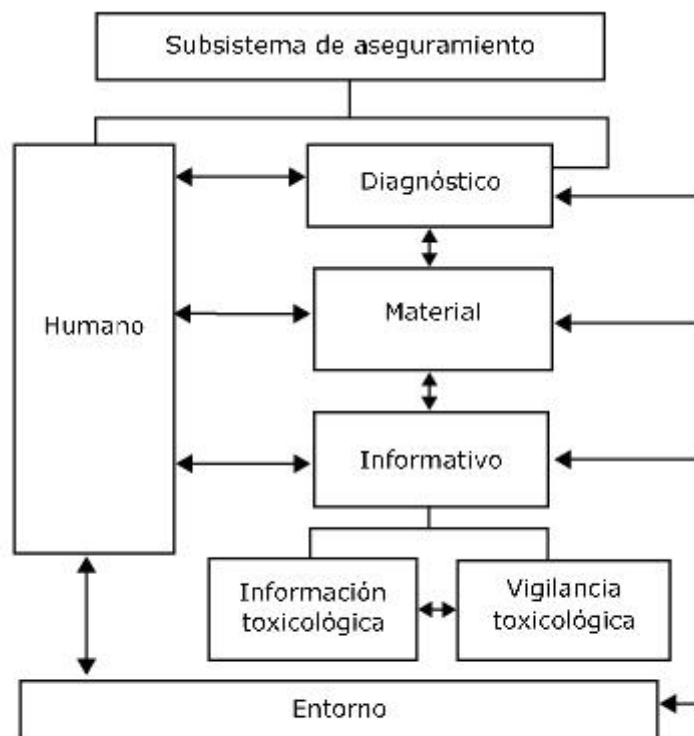 Subsistema de aseguramiento
Diagnóstico
Humano
Material
Informativo
Información
toxicológica
Vigilancia
toxicológica
Entorno